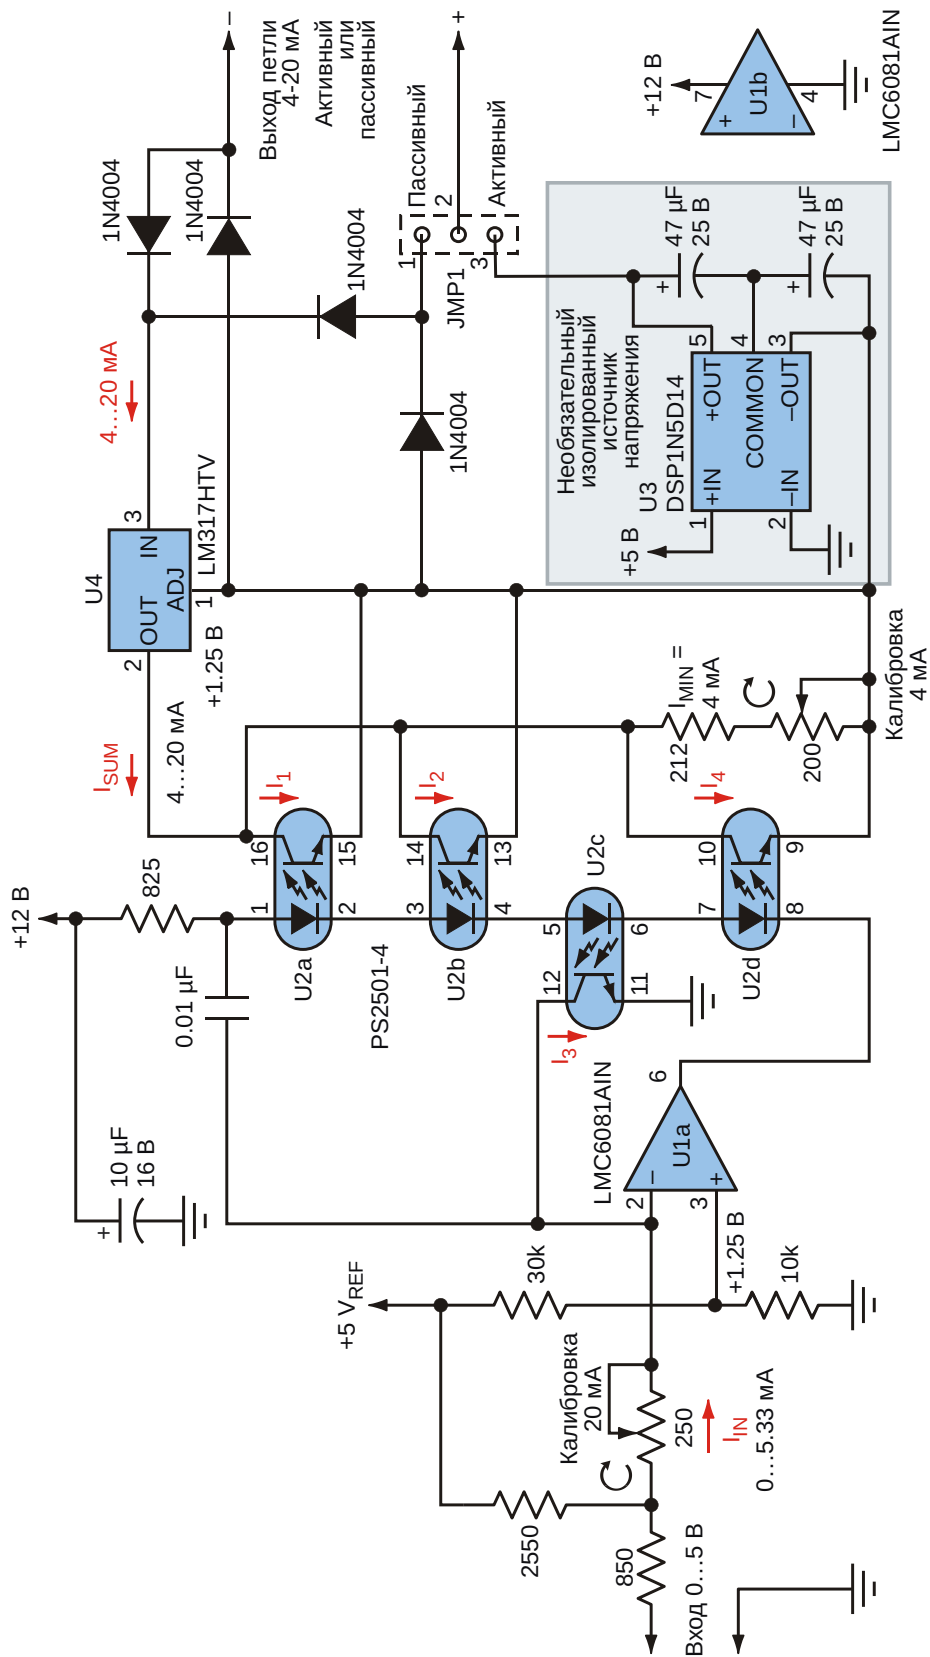 Вход 0…5 В
850
2550
250
Калибровка
20 мА
I IN
0…5.33 мА
+5 V REF
30k
10k
+1.25 В
+
10 µF
16 В
+12 В
825
0.01 µF
LMC6081AIN
U1a
2
3
6
−
+
U2a
1
2
16
15
I1
PS2501-4
U2b
3
4
14
13
I2
U2c
5
6
12
11
I3
U2d
7
8
10
9
I4
I SUM
4…20 мА
+1.25 В
U4
OUT
IN
ADJ
2
3
1
LM317HTV
4…20 мА
212
200
I MIN =
4 мА
Калибровка
4 мА
1N4004
1N4004
1N4004
1N4004
JMP1
1
2
3
Пассивный
Активный
−
+
Выход петли
4-20 мА
Активный
или
пассивный
Необязательный
изолированный
источник
напряжения
U3
DSP1N5D14
+5 В
1
2
+IN
−IN
+OUT
COMMON
−OUT
5
4
3
+
47 µF
25 В
+
47 µF
25 В
+12 В
7
4
+
−
U1b
LMC6081AIN